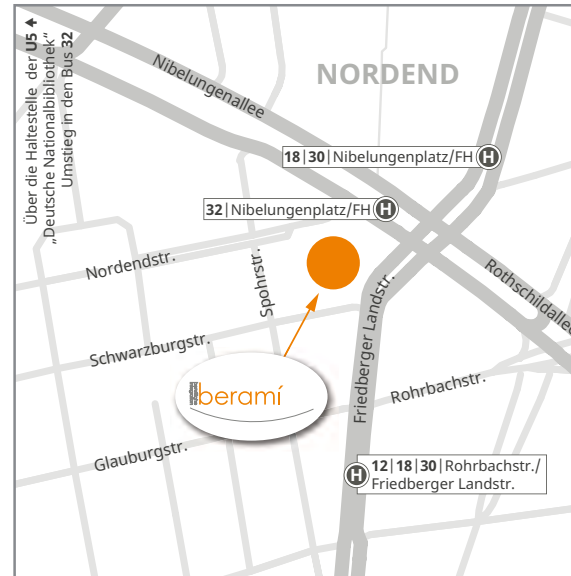 Über die Haltestelle der U5
„Deutsche Nationalbibliothek“
Umstieg in den Bus 32
Nibelungenallee
NORDEND
18|30|Nibelungenplatz/FH H
32|Nibelungenplatz/FH H
Nordendstr.
Spohrstr.
Rothschildallee
Schwarzburgstr.
Friedberger Landstr.
beramí
Rohrbachstr.
Glauburgstr.
H 12|18|30|Rohrbachstr./
Friedberger Landstr.